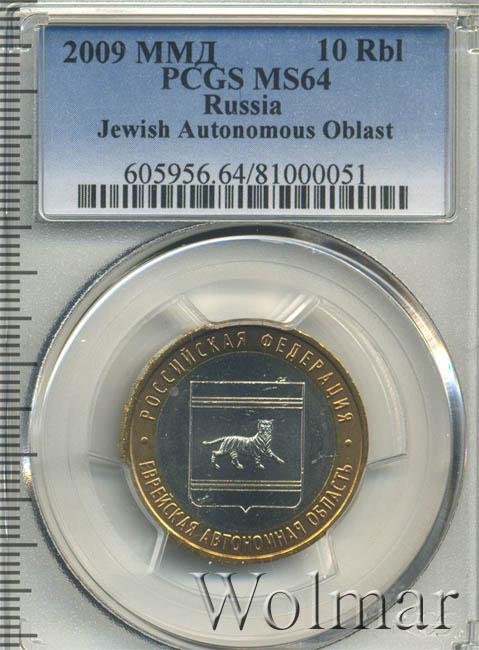 2009 ММД 10 Rbl
PCGS MS64
Russia
Jewish Autonomous Oblast
605956.64/81000051
• РОССИЙСКАЯ ФЕДЕРАЦИЯ •
ЕВРЕЙСКАЯ АВТОНОМНАЯ ОБЛАСТЬ
Wolmar